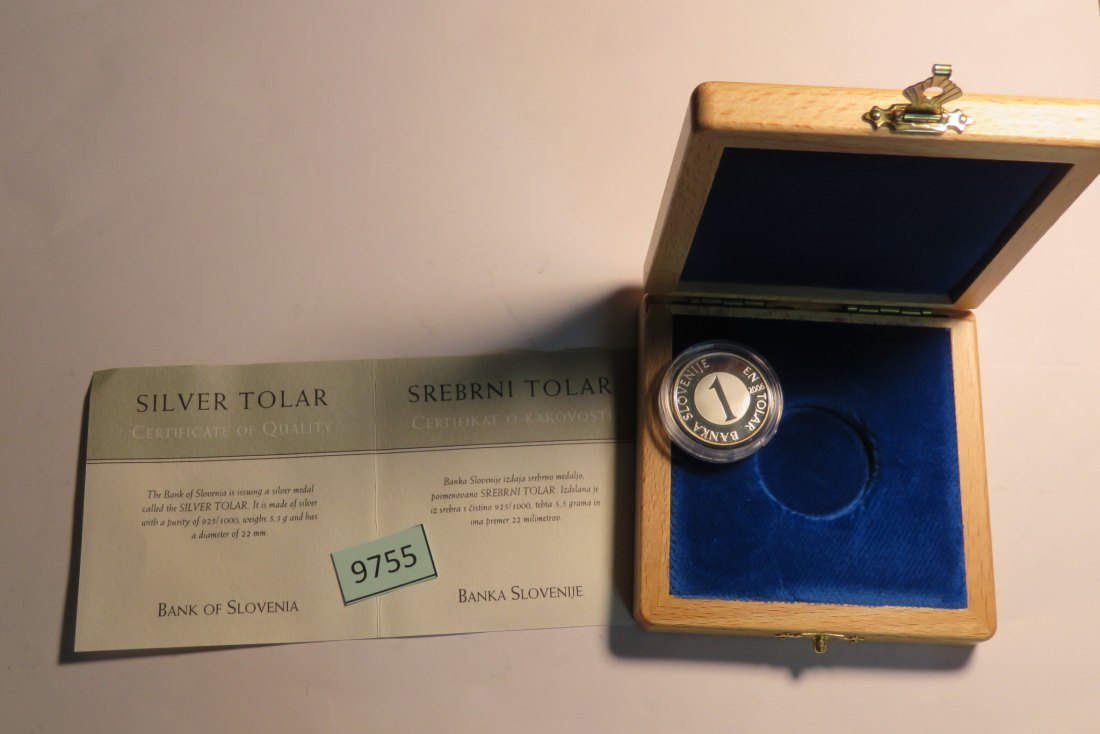 SILVER TOLAR
CERTIFICATE OF QUALITY
The Bank of Slovenia is issuing a silver medal
called the SILVER TOLAR. It is made of silver
with a purity of 925/1000, weighs 5,5 g and has
a diameter of 22 mm.
BANK OF SLOVENIA
SREBRNI TOLAR
CERTIFIKAT O KAKOVOSTI
Banka Slovenije izdaja srebrno medaljo,
poimenovano SREBRNI TOLAR. Izdelana je
iz srebra s čistino 925/1000, tehta 5,5 grama in
ima premer 22 milimetrov.
BANKA SLOVENIJE
9755
BANKA SLOVENIJE
EN TOLAR
2006
1